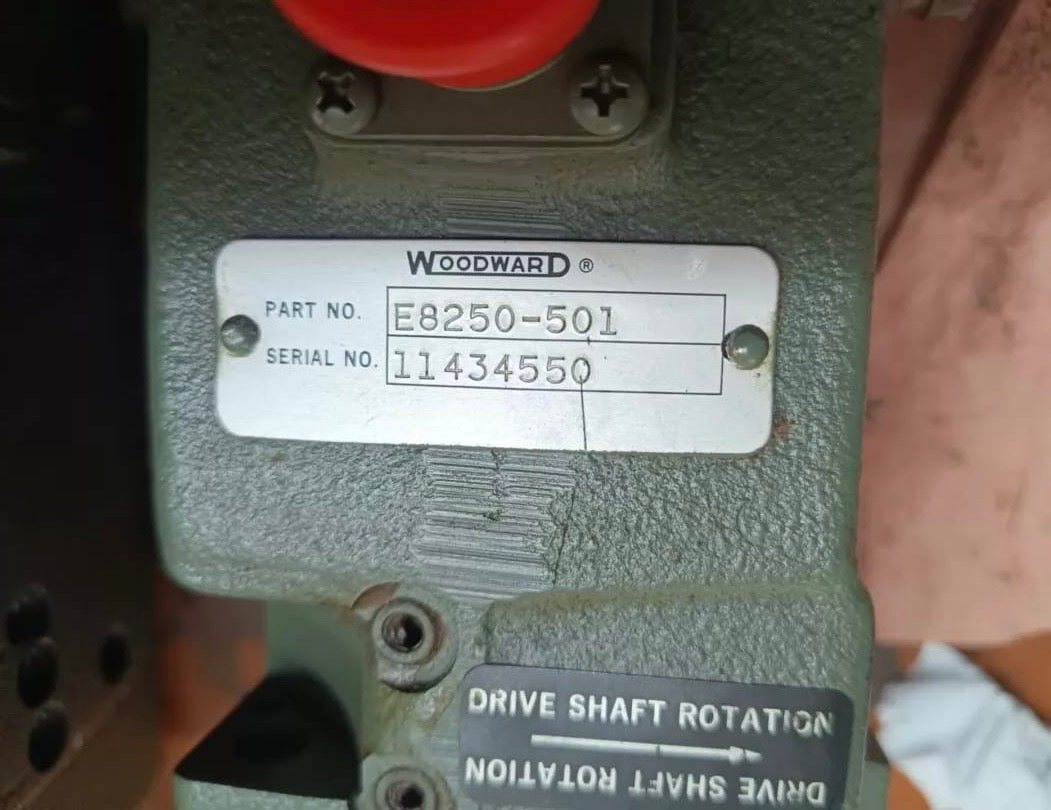 WOODWARD ®
PART NO. E8250-501
SERIAL NO. 11434550
DRIVE SHAFT ROTATION
DRIVE SHAFT ROTATION